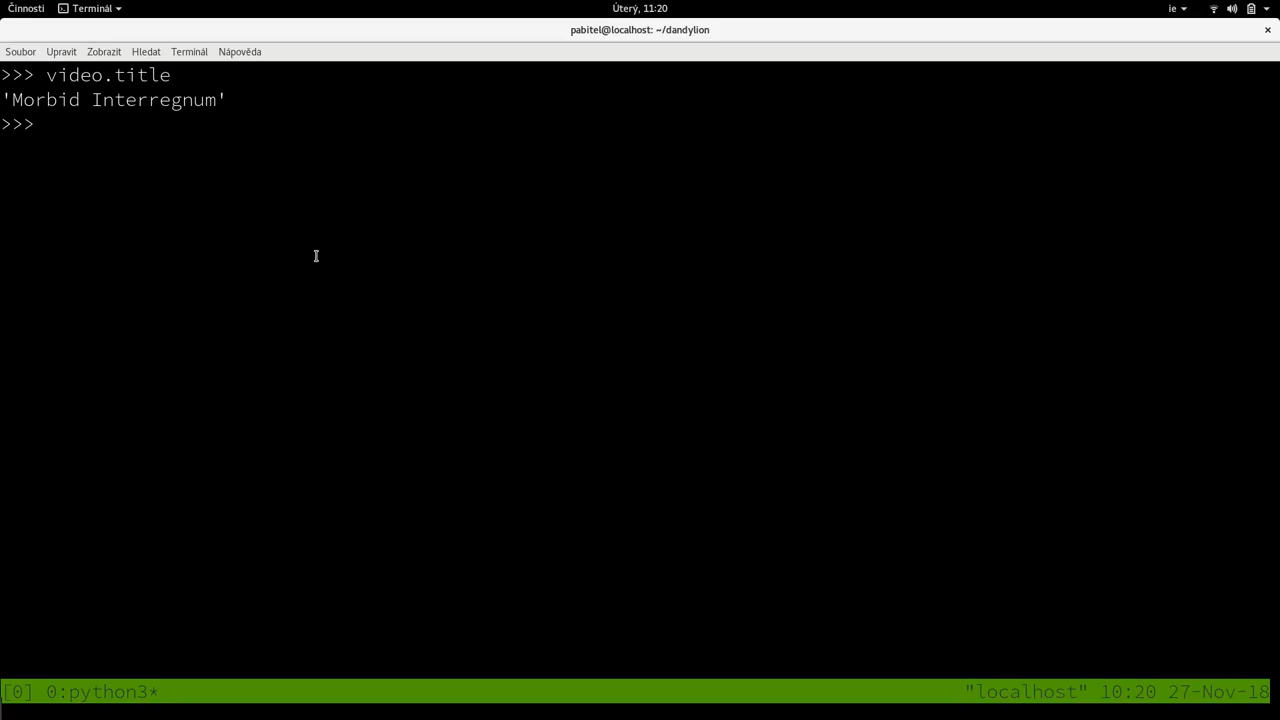 Činnosti Terminál Úterý, 11:20 ie
pabitel@localhost: ~/dandylion ×
Soubor Upravit Zobrazit Hledat Terminál Nápověda
>>> video.title
'Morbid Interregnum'
>>>
[0] 0:python3* "localhost" 10:20 27-Nov-18